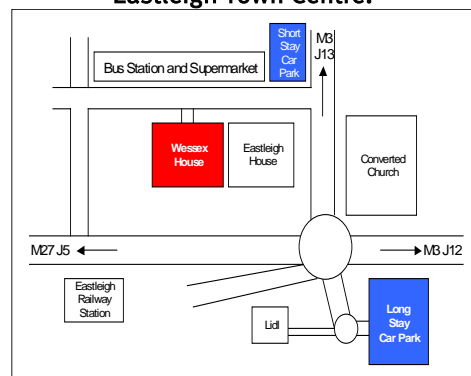 Eastleigh Town Centre.
Short
Stay
Car
Park
M3
J13
Bus Station and Supermarket
Wessex
House
Eastleigh
House
Converted
Church
M27 J5
M3 J12
Eastleigh
Railway
Station
Lidl
Long
Stay
Car Park